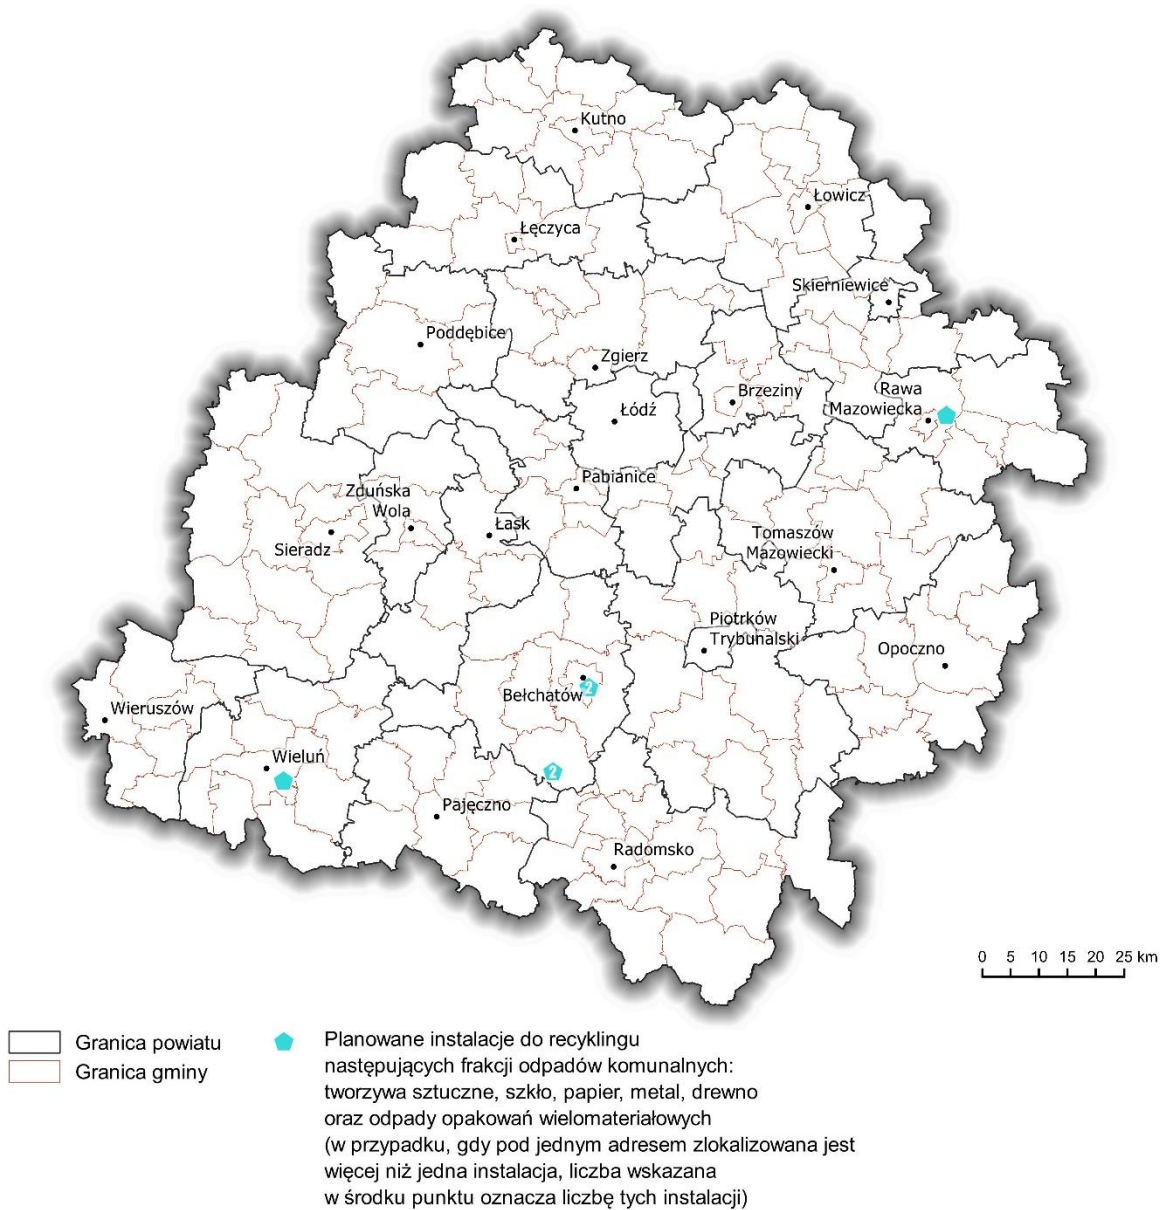 Kutno
Łowicz
Łęczyca
Skierniewice
Poddębice
Zgierz
Rawa
Mazowiecka
Brzeziny
Łódź
Pabianice
Zduńska
Wola
Łask
Sieradz
Tomaszów
Mazowiecki
Piotrków
Trybunalski
Opoczno
Bełchatów
2
Wieruszów
Wieluń
2
Pajęczno
Radomsko
0 5 10 15 20 25 km
Granica powiatu
Granica gminy
Planowane instalacje do recyklingu
następujących frakcji odpadów komunalnych:
tworzywa sztuczne, szkło, papier, metal, drewno
oraz odpady opakowań wielomateriałowych
(w przypadku, gdy pod jednym adresem zlokalizowana jest
więcej niż jedna instalacja, liczba wskazana
w środku punktu oznacza liczbę tych instalacji)